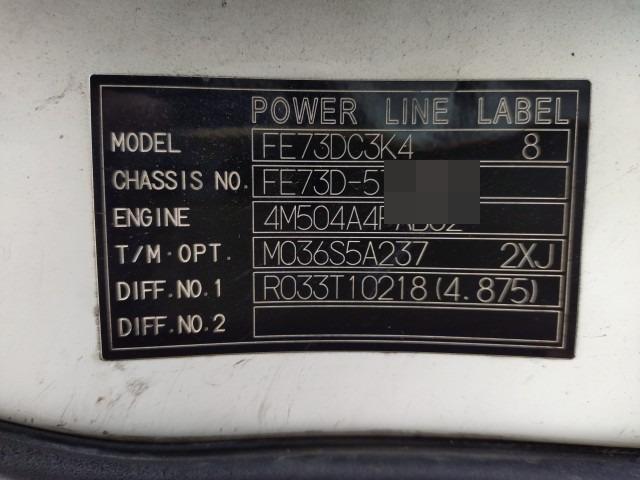 POWER LINE LABEL
MODEL FE73DC3K4 8
CHASSIS NO. FE73D-5
ENGINE
T/M·OPT. M036S5A237 2XJ
DIFF.NO.1 R033T10218(4.875)
DIFF.NO.2